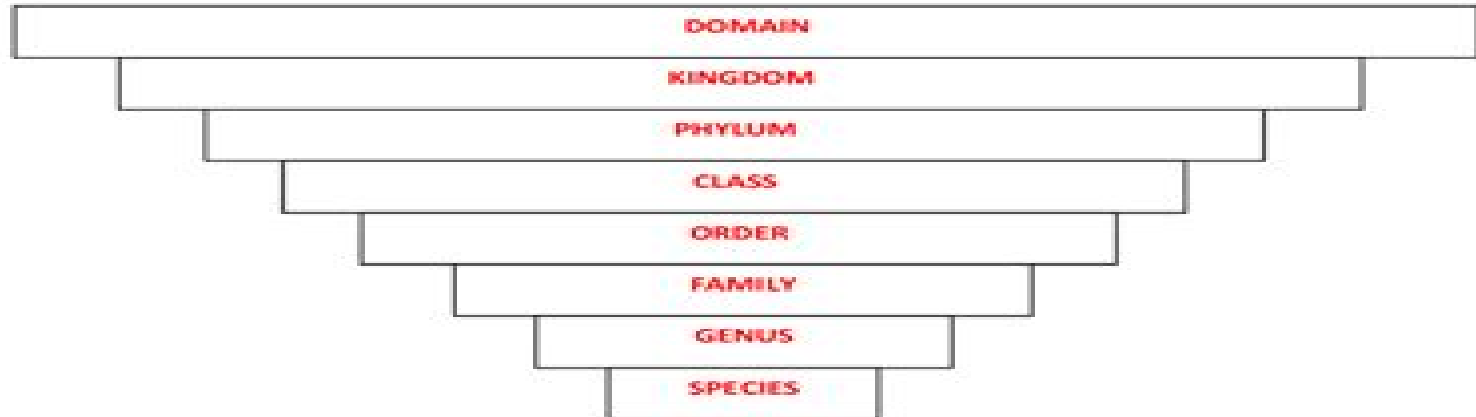 DOMAIN
KINGDOM
PHYLUM
CLASS
ORDER
FAMILY
GENUS
SPECIES